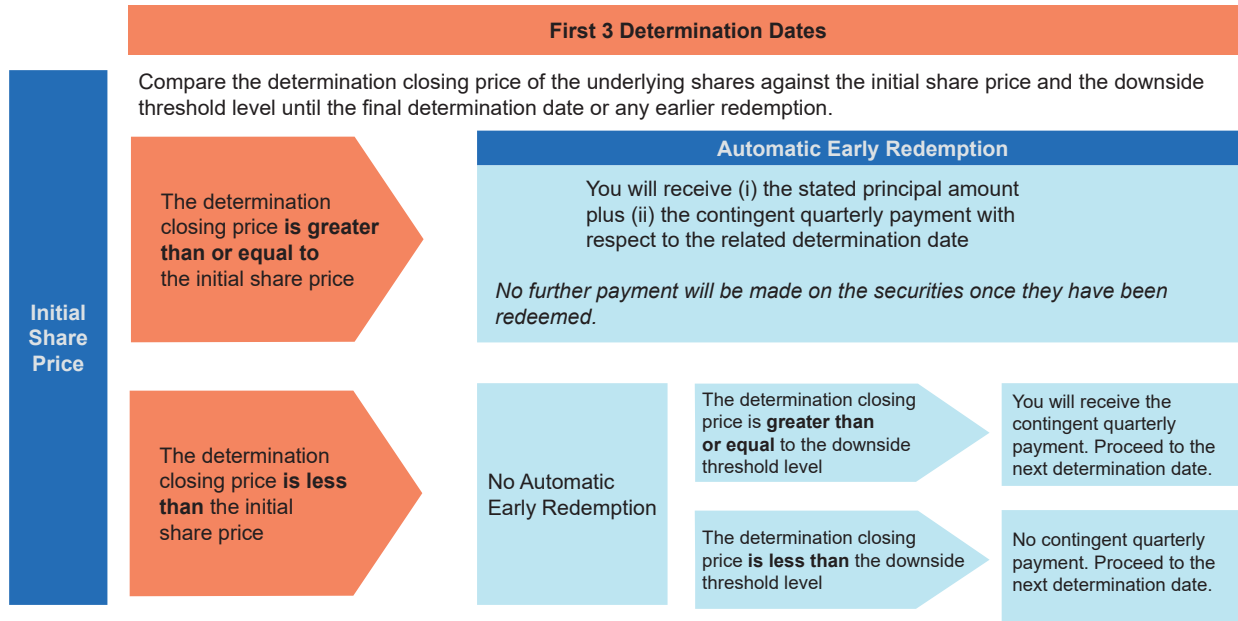 First 3 Determination Dates
Compare the determination closing price of the underlying shares against the initial share price and the downside
threshold level until the final determination date or any earlier redemption.
Initial
Share
Price
The determination
closing price is greater
than or equal to
the initial share price
Automatic Early Redemption
You will receive (i) the stated principal amount
plus (ii) the contingent quarterly payment with
respect to the related determination date
No further payment will be made on the securities once they have been
redeemed.
The determination
closing price is less
than the initial
share price
No Automatic
Early Redemption
The determination closing
price is greater than
or equal to the downside
threshold level
You will receive the
contingent quarterly
payment. Proceed to the
next determination date.
The determination closing
price is less than the downside
threshold level
No contingent quarterly
payment. Proceed to the
next determination date.